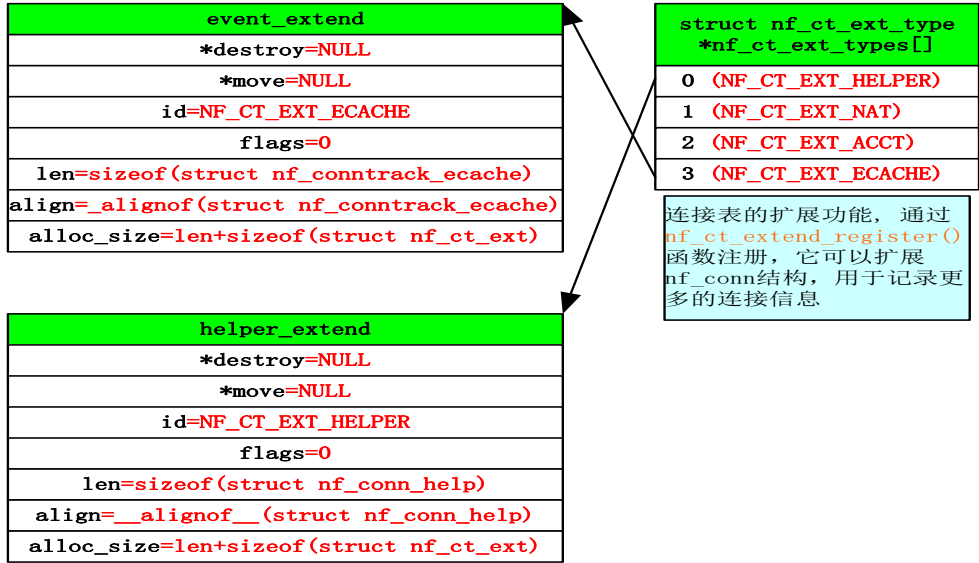 event_extend
*destroy=NULL
*move=NULL
id=NF_CT_EXT_ECACHE
flags=0
len=sizeof(struct nf_conntrack_ecache)
align=_alignof(struct nf_conntrack_ecache)
alloc_size=len+sizeof(struct nf_ct_ext)
struct nf_ct_ext_type
*nf_ct_ext_types[]
0 (NF_CT_EXT_HELPER)
1 (NF_CT_EXT_NAT)
2 (NF_CT_EXT_ACCT)
3 (NF_CT_EXT_ECACHE)
连接表的扩展功能, 通过
nf_ct_extend_register()
函数注册, 它可以扩展
nf_conn结构, 用于记录更
多的连接信息
helper_extend
*destroy=NULL
*move=NULL
id=NF_CT_EXT_HELPER
flags=0
len=sizeof(struct nf_conn_help)
align=__alignof__(struct nf_conn_help)
alloc_size=len+sizeof(struct nf_ct_ext)